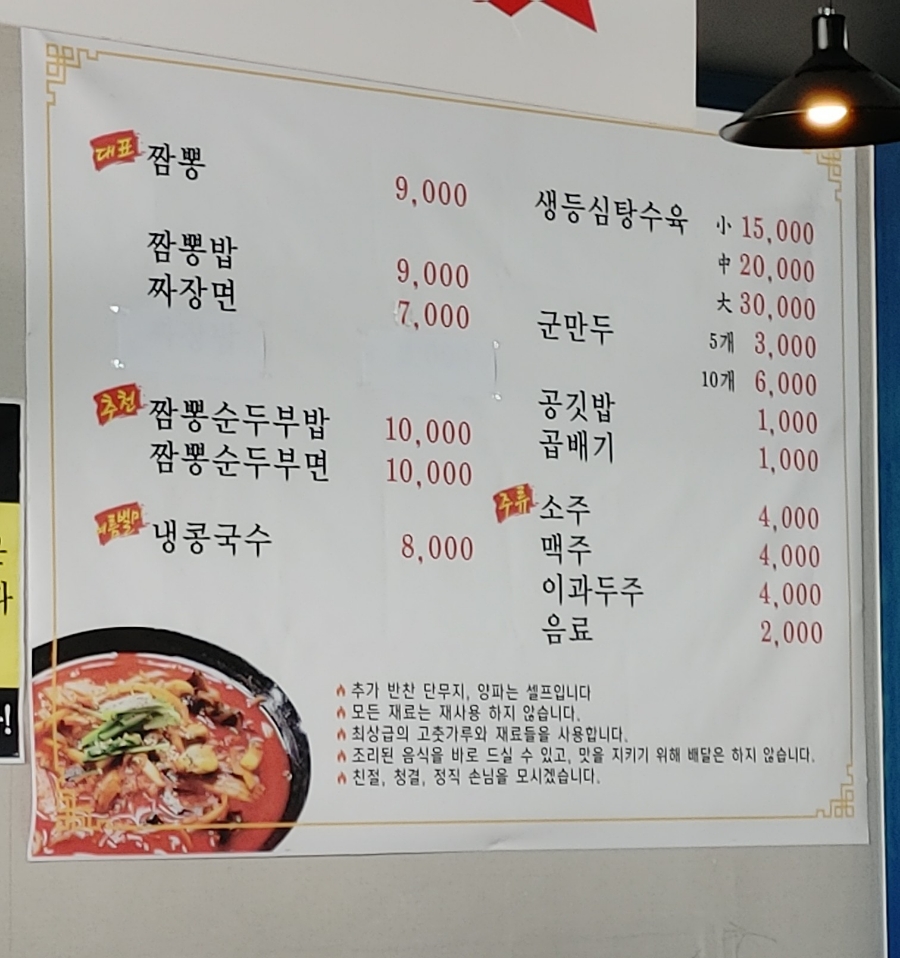 대표 짬뽕 9,000
짬뽕밥 9,000
짜장면 7,000
추천 짬뽕순두부밥 10,000
짬뽕순두부면 10,000
여름별미 냉콩국수 8,000
생등심탕수육 小 15,000
中 20,000
大 30,000
군만두 5개 3,000
10개 6,000
공깃밥 1,000
곱배기 1,000
주류 소주 4,000
맥주 4,000
이과두주 4,000
음료 2,000
추가 반찬 단무지, 양파는 셀프입니다
모든 재료는 재사용 하지 않습니다.
최상급의 고춧가루와 재료들을 사용합니다.
조리된 음식을 바로 드실 수 있고, 맛을 지키기 위해 배달은 하지 않습니다.
친절, 청결, 정직 손님을 모시겠습니다.